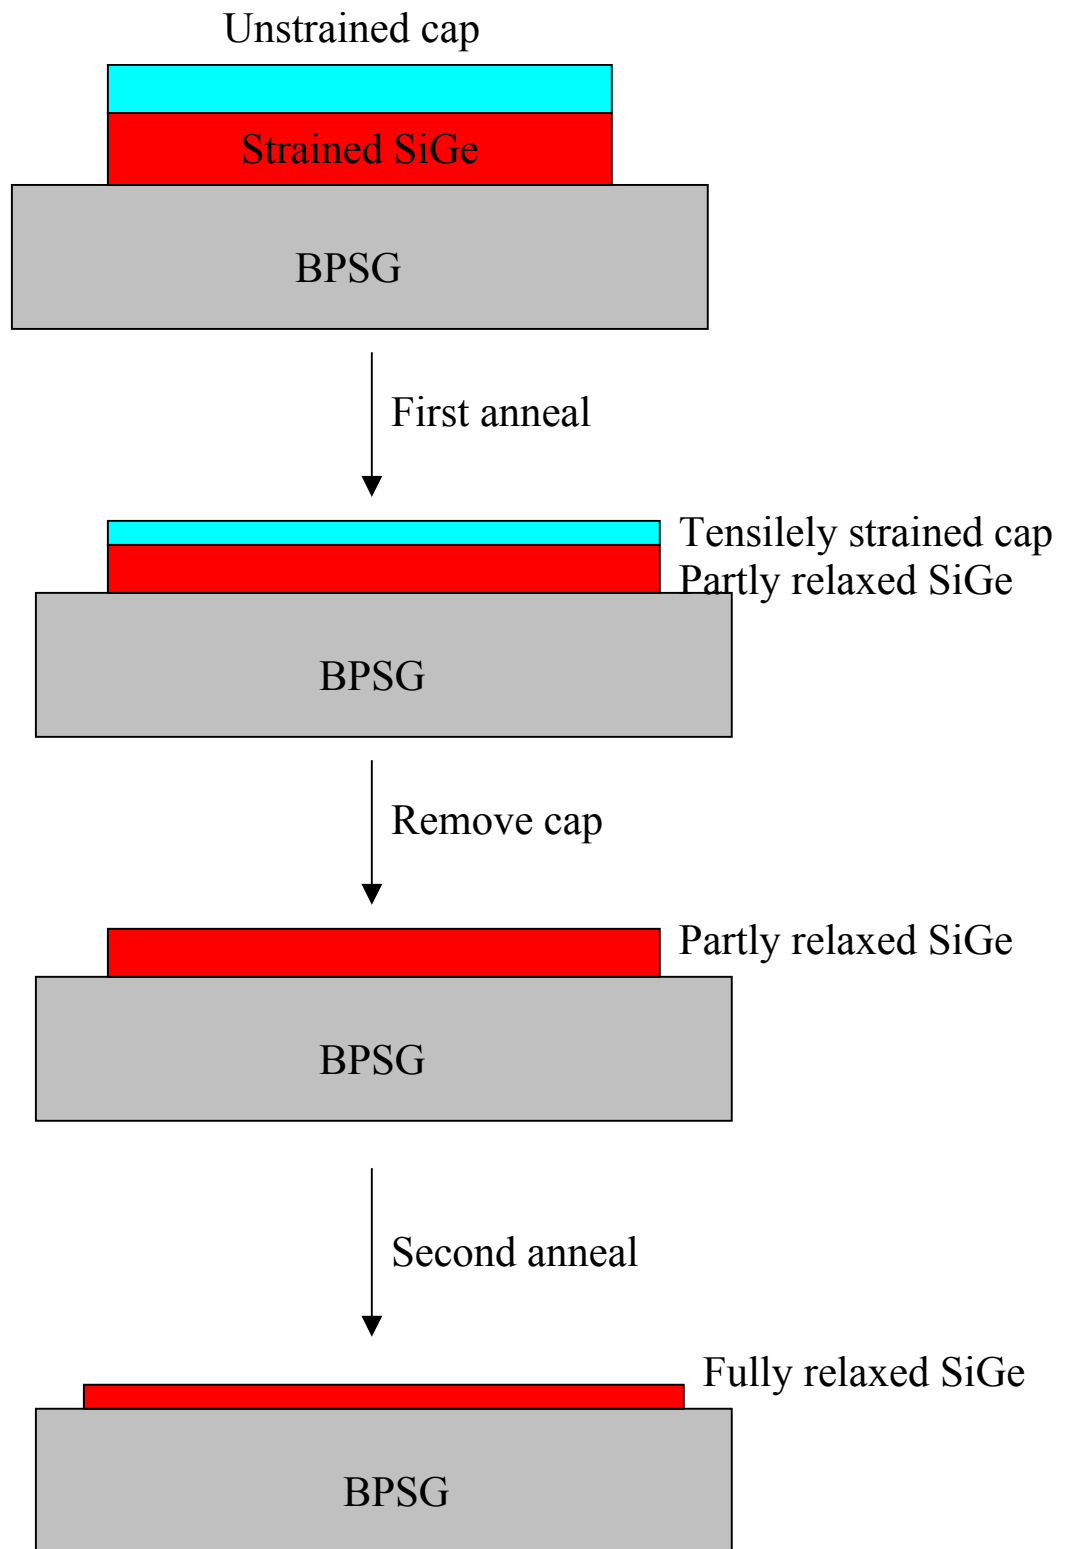 Unstrained cap
Strained SiGe
BPSG
First anneal
Tensilely strained cap
Partly relaxed SiGe
BPSG
Remove cap
Partly relaxed SiGe
BPSG
Second anneal
Fully relaxed SiGe
BPSG